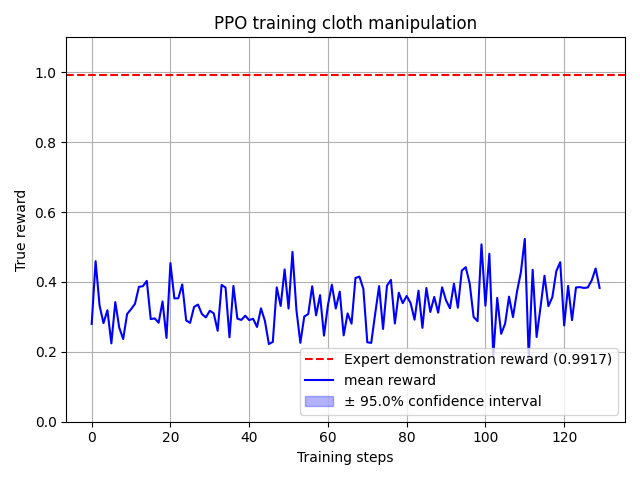 PPO training cloth manipulation
True reward
1.0
0.8
0.6
0.4
0.2
0.0
Expert demonstration reward (0.9917)
mean reward
± 95.0% confidence interval
0 20 40 60 80 100 120
Training steps